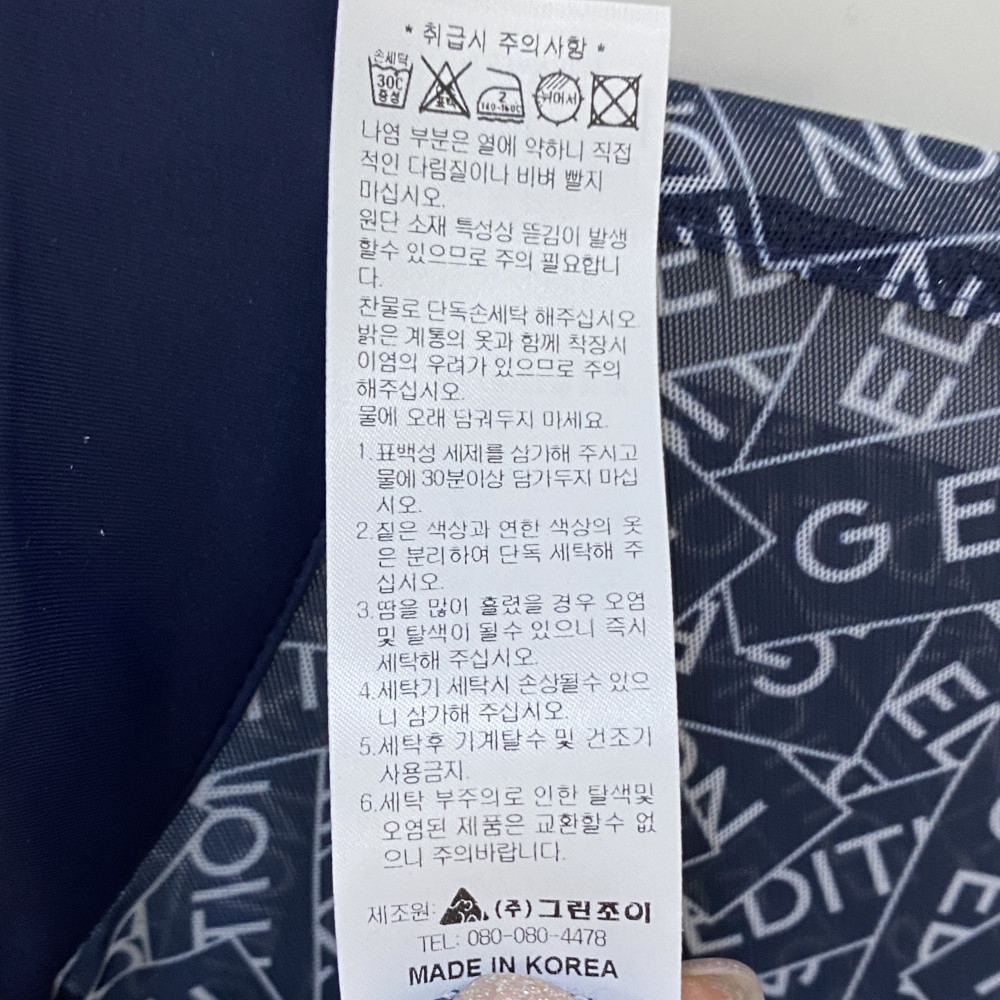 * 취급시 주의사항 *
손세탁
30℃
중성
표백
2
140-160℃
드라이
나염 부분은 열에 약하니 직접
적인 다림질이나 비벼 빨지
마십시오.
원단 소재 특성상 뜯김이 발생
할수 있으므로 주의 필요합니
다.
찬물로 단독손세탁 해주십시오.
밝은 계통의 옷과 함께 착장시
이염의 우려가 있으므로 주의
해주십시오.
물에 오래 담궈두지 마세요.
1.표백성 세제를 삼가해 주시고
물에 30분이상 담가두지 마십
시오.
2.짙은 색상과 연한 색상의 옷
은 분리하여 단독 세탁해 주
십시오.
3.땀을 많이 흘렸을 경우 오염
및 탈색이 될수 있으니 즉시
세탁해 주십시오.
4.세탁기 세탁시 손상될수 있으
니 삼가해 주십시오.
5.세탁후 기계탈수 및 건조기
사용금지.
6.세탁 부주의로 인한 탈색및
오염된 제품은 교환할수 없
으니 주의바랍니다.
제조원: (주)그린조이
TEL: 080-080-4478
MADE IN KOREA